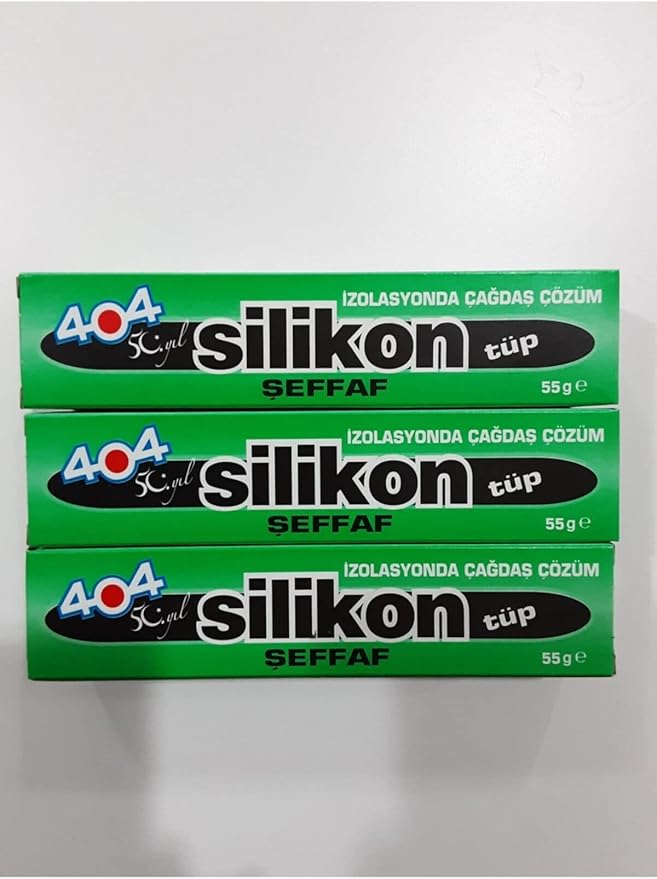 İZOLASYONDA ÇAĞDAŞ ÇÖZÜM
404 50.yıl silikon tüp
ŞEFFAF 55g e
İZOLASYONDA ÇAĞDAŞ ÇÖZÜM
404 50.yıl silikon tüp
ŞEFFAF 55g e
İZOLASYONDA ÇAĞDAŞ ÇÖZÜM
404 50.yıl silikon tüp
ŞEFFAF 55g e